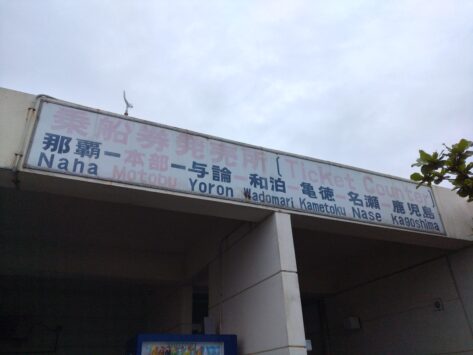 乗船券発売所 (Ticket Counter)
那覇－本部－与論－和泊－亀徳－名瀬－鹿児島
Naha Motobu Yoron Wadomari Kametoku Nase Kagoshima